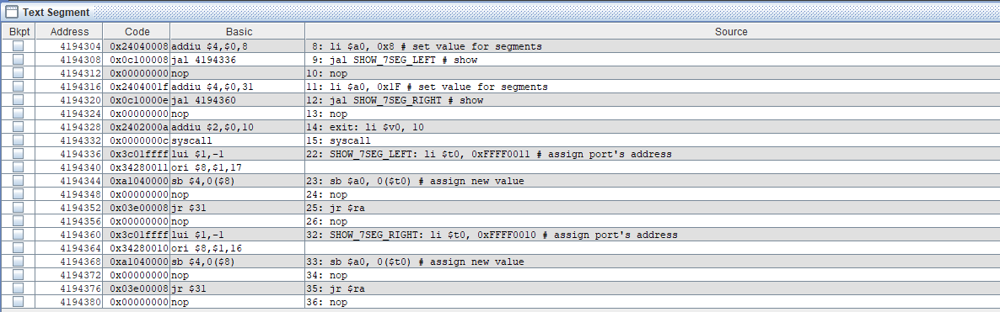 Text Segment
Bkpt Address Code Basic Source
4194304 0x24040008 addiu $4,$0,8 8: li $a0, 0x8 # set value for segments
4194308 0x0c100008 jal 4194336 9: jal SHOW_7SEG_LEFT # show
4194312 0x00000000 nop 10: nop
4194316 0x2404001f addiu $4,$0,31 11: li $a0, 0x1F # set value for segments
4194320 0x0c10000e jal 4194360 12: jal SHOW_7SEG_RIGHT # show
4194324 0x00000000 nop 13: nop
4194328 0x2402000a addiu $2,$0,10 14: exit: li $v0, 10
4194332 0x0000000c syscall 15: syscall
4194336 0x3c01ffff lui $1,-1 22: SHOW_7SEG_LEFT: li $t0, 0xFFFF0011 # assign port's address
4194340 0x34280011 ori $8,$1,17
4194344 0xa1040000 sb $4,0($8) 23: sb $a0, 0($t0) # assign new value
4194348 0x00000000 nop 24: nop
4194352 0x03e00008 jr $31 25: jr $ra
4194356 0x00000000 nop 26: nop
4194360 0x3c01ffff lui $1,-1 32: SHOW_7SEG_RIGHT: li $t0, 0xFFFF0010 # assign port's address
4194364 0x34280010 ori $8,$1,16
4194368 0xa1040000 sb $4,0($8) 33: sb $a0, 0($t0) # assign new value
4194372 0x00000000 nop 34: nop
4194376 0x03e00008 jr $31 35: jr $ra
4194380 0x00000000 nop 36: nop